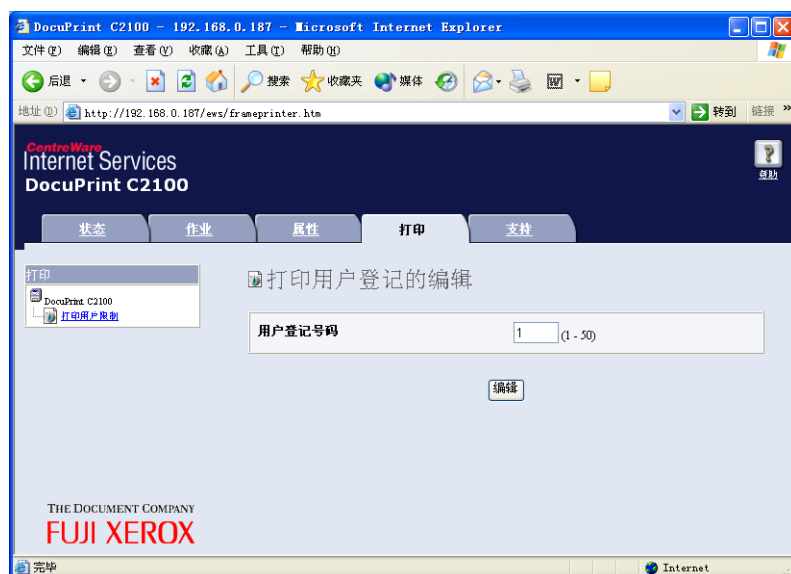 DocuPrint C2100 - 192.168.0.187 - Microsoft Internet Explorer
文件(F) 编辑(E) 查看(V) 收藏(A) 工具(T) 帮助(H)
后退 搜索 收藏夹 媒体
地址(D) http://192.168.0.187/ews/frameprinter.htm 转到 链接 »
CentreWare
Internet Services
DocuPrint C2100
帮助
状态 作业 属性 打印 支持
打印
DocuPrint C2100
打印用户限制
打印用户登记的编辑
用户登记号码 1 (1 - 50)
编辑
THE DOCUMENT COMPANY
FUJI XEROX
完毕 Internet